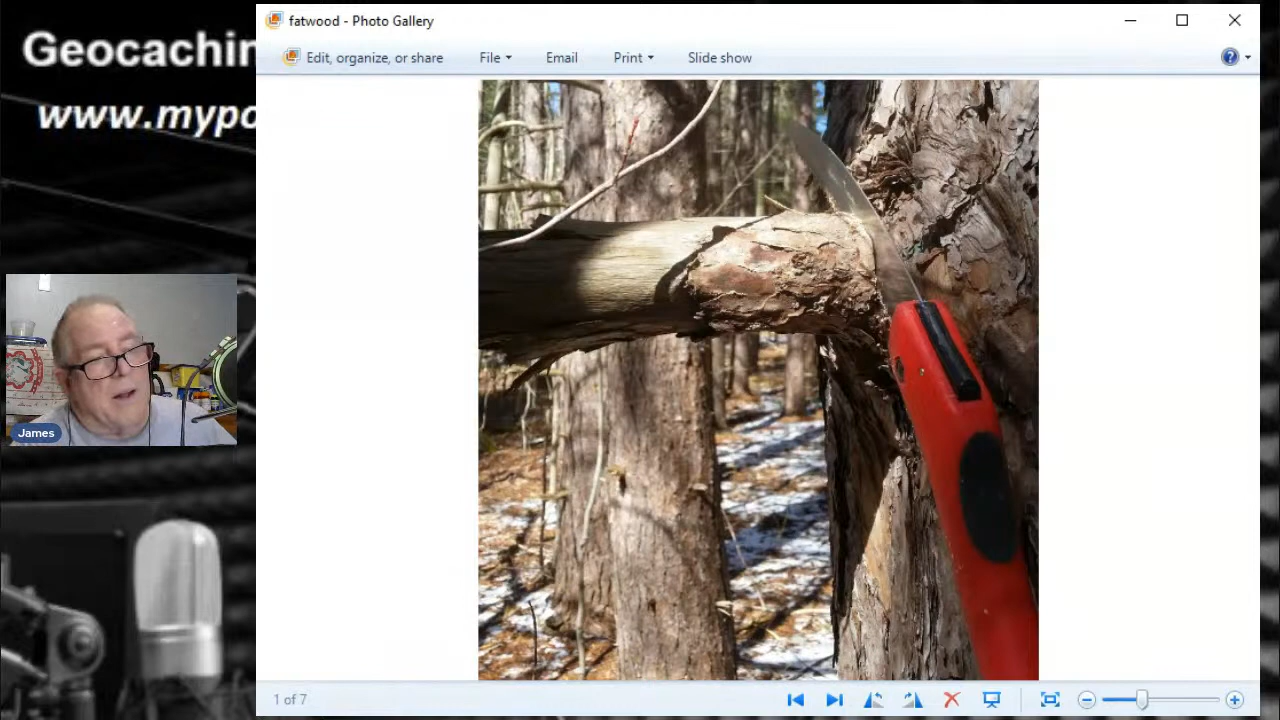 Geocachin
www.mypo
fatwood - Photo Gallery
Edit, organize, or share
File
Email
Print
Slide show
James
1 of 7